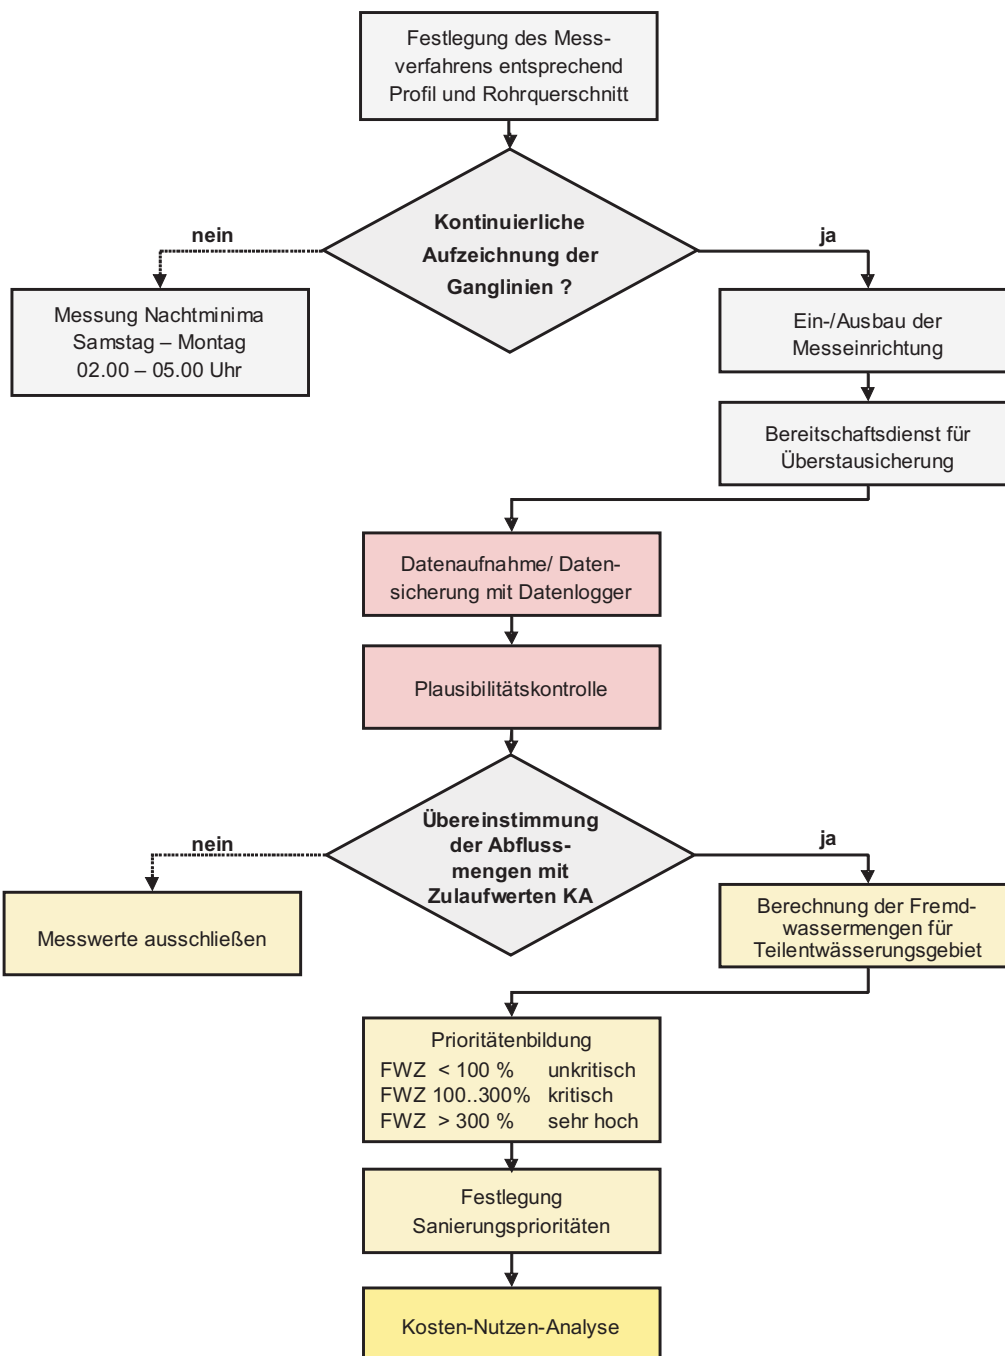 Festlegung des Mess-
verfahrens entsprechend
Profil und Rohrquerschnitt
Kontinuierliche
Aufzeichnung der
Ganglinien ?
nein
ja
Messung Nachtminima
Samstag – Montag
02.00 – 05.00 Uhr
Ein-/Ausbau der
Messeinrichtung
Bereitschaftsdienst für
Überstausicherung
Datenaufnahme/ Daten-
sicherung mit Datenlogger
Plausibilitätskontrolle
Übereinstimmung
der Abfluss-
mengen mit
Zulaufwerten KA
nein
ja
Messwerte ausschließen
Berechnung der Fremd-
wassermengen für
Teilentwässerungsgebiet
Prioritätenbildung
FWZ < 100 % unkritisch
FWZ 100..300% kritisch
FWZ > 300 % sehr hoch
Festlegung
Sanierungsprioritäten
Kosten-Nutzen-Analyse